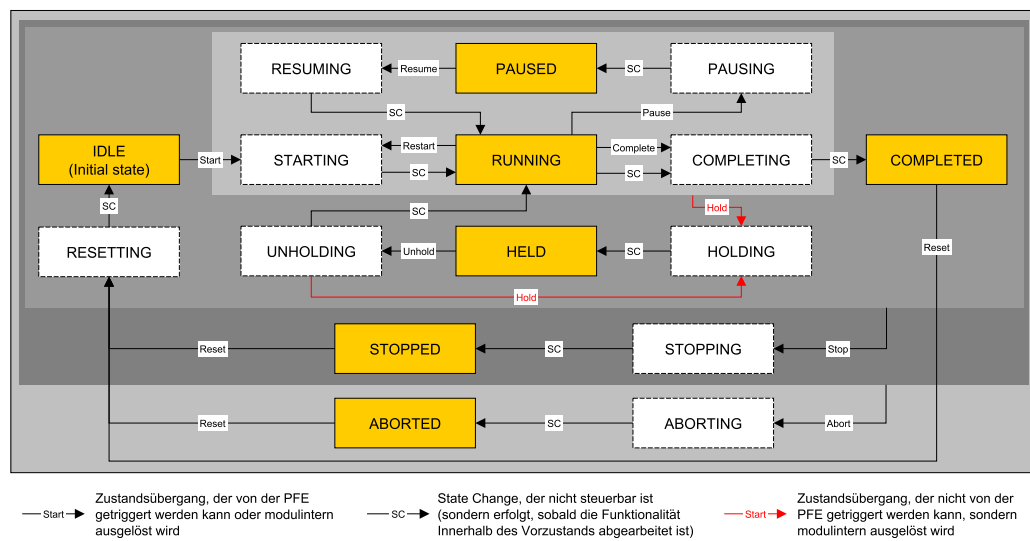 RESUMING
Resume
PAUSED
SC
PAUSING
SC
Pause
IDLE
(Initial state)
Start
STARTING
Restart
SC
RUNNING
Complete
SC
COMPLETING
SC
COMPLETED
SC
SC
Hold
RESETTING
UNHOLDING
Unhold
HELD
SC
HOLDING
Reset
Hold
Reset
STOPPED
SC
STOPPING
Stop
Reset
ABORTED
SC
ABORTING
Abort
Start
Zustandsübergang, der von der PFE
getriggert werden kann oder modulintern
ausgelöst wird
SC
State Change, der nicht steuerbar ist
(sondern erfolgt, sobald die Funktionalität
Innerhalb des Vorzustands abgearbeitet ist)
Start
Zustandsübergang, der nicht von der
PFE getriggert werden kann, sondern
modulintern ausgelöst wird